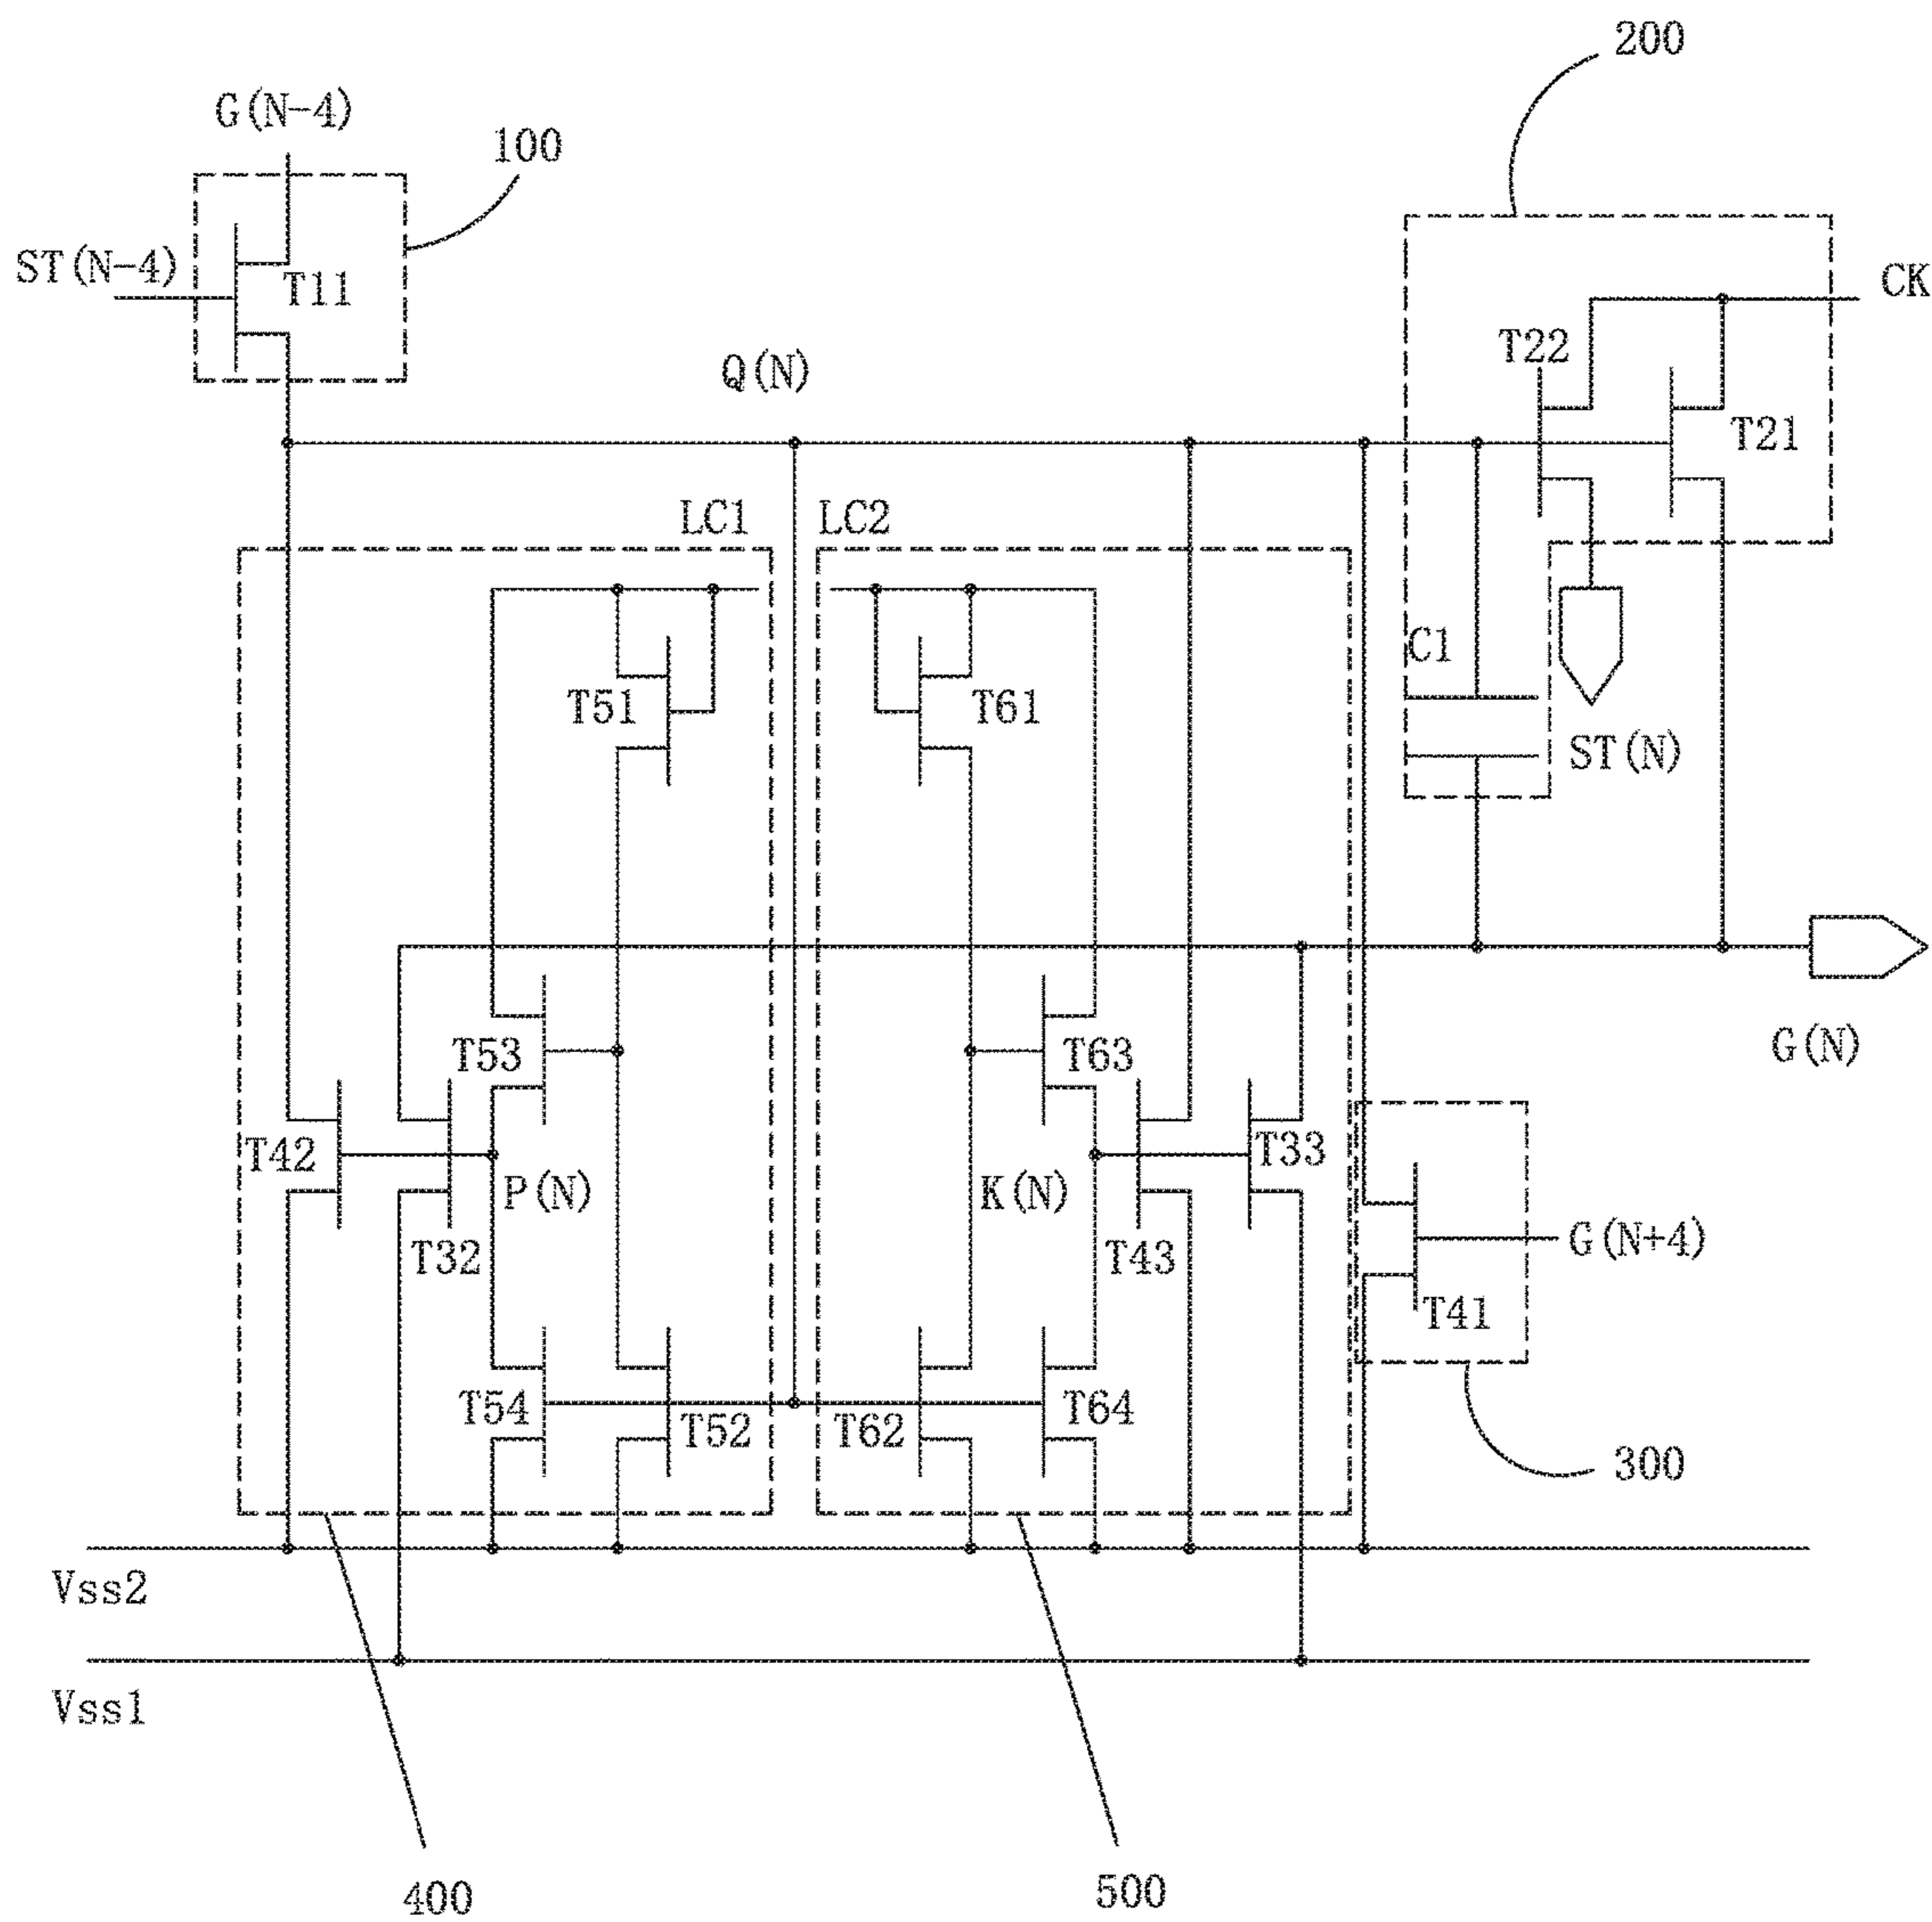 200
G(N-4)
100
ST(N-4)
T11
CK
T22
Q(N)
T21
LC1
LC2
C1
T51
T61
ST(N)
T53
T63
G(N)
T42
T33
P(N)
K(N)
T32
T43
G(N+4)
T41
T54
T52
T62
T64
300
Vss2
Vss1
400
500